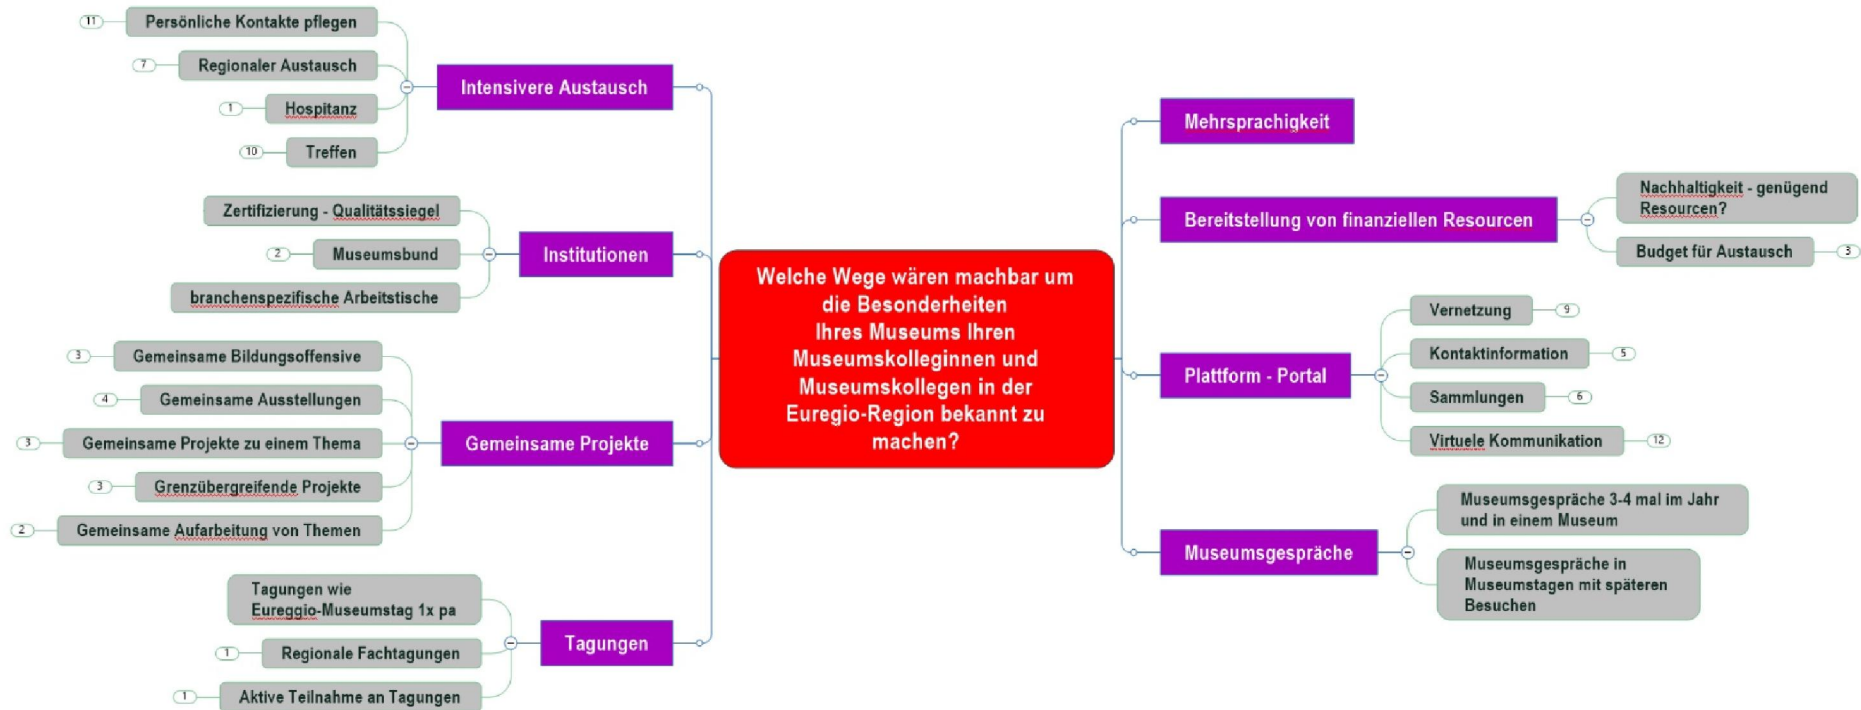 11
Persönliche Kontakte pflegen
7
Regionaler Austausch
1
Hospitanz
10
Treffen
Intensivere Austausch
Zertifizierung - Qualitätssiegel
2
Museumsbund
branchenspezifische Arbeitstische
Institutionen
3
Gemeinsame Bildungsoffensive
4
Gemeinsame Ausstellungen
3
Gemeinsame Projekte zu einem Thema
3
Grenzübergreifende Projekte
2
Gemeinsame Aufarbeitung von Themen
Gemeinsame Projekte
Tagungen wie
Eureggio-Museumstag 1x pa
1
Regionale Fachtagungen
1
Aktive Teilnahme an Tagungen
Tagungen
Welche Wege wären machbar um
die Besonderheiten
Ihres Museums Ihren
Museumskolleginnen und
Museumskollegen in der
Euregio-Region bekannt zu
machen?
Mehrsprachigkeit
Bereitstellung von finanziellen Resourcen
Nachhaltigkeit - genügend
Resourcen?
Budget für Austausch
3
Plattform - Portal
Vernetzung
9
Kontaktinformation
5
Sammlungen
6
Virtuele Kommunikation
12
Museumsgespräche
Museumsgespräche 3-4 mal im Jahr
und in einem Museum
Museumsgespräche in
Museumstagen mit späteren
Besuchen